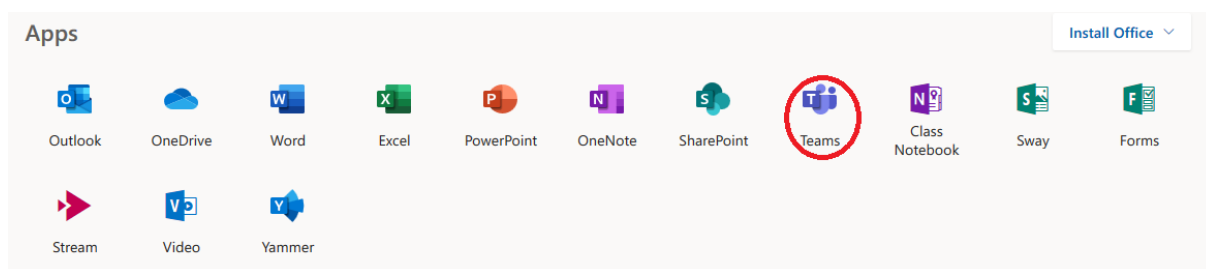 Apps
Install Office
Outlook
OneDrive
Word
Excel
PowerPoint
OneNote
SharePoint
Teams
Class
Notebook
Sway
Forms
Stream
Video
Yammer